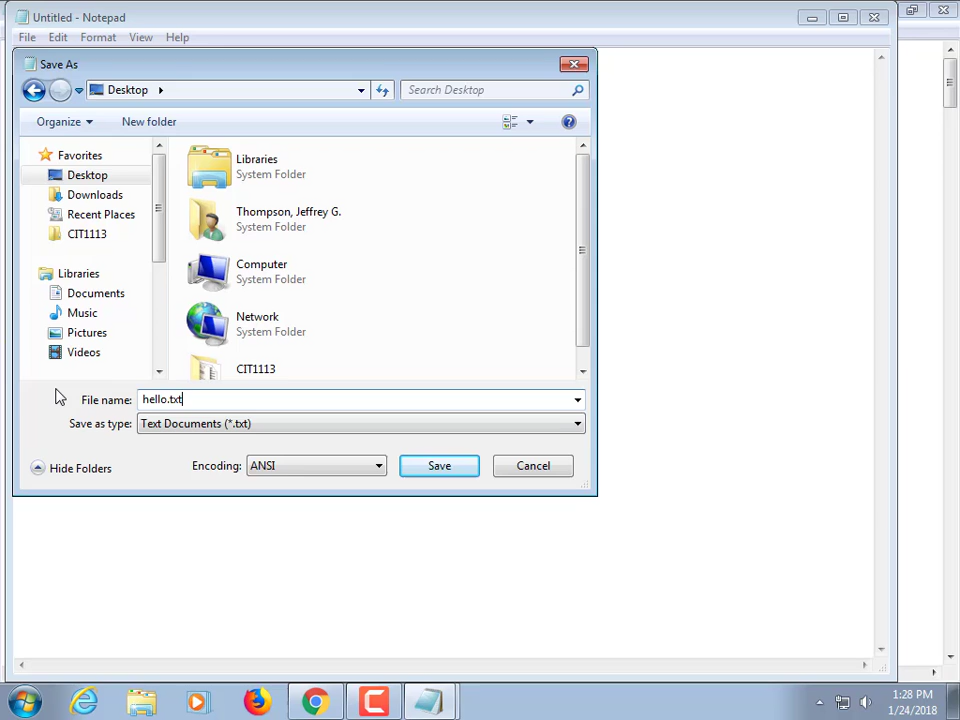 Untitled - Notepad
File Edit Format View Help
Save As
Desktop
Search Desktop
Organize New folder
Favorites
Desktop
Downloads
Recent Places
CIT1113
Libraries
Documents
Music
Pictures
Videos
Libraries
System Folder
Thompson, Jeffrey G.
System Folder
Computer
System Folder
Network
System Folder
CIT1113
File name: hello.txt
Save as type: Text Documents (*.txt)
Hide Folders Encoding: ANSI Save Cancel
1:28 PM
1/24/2018